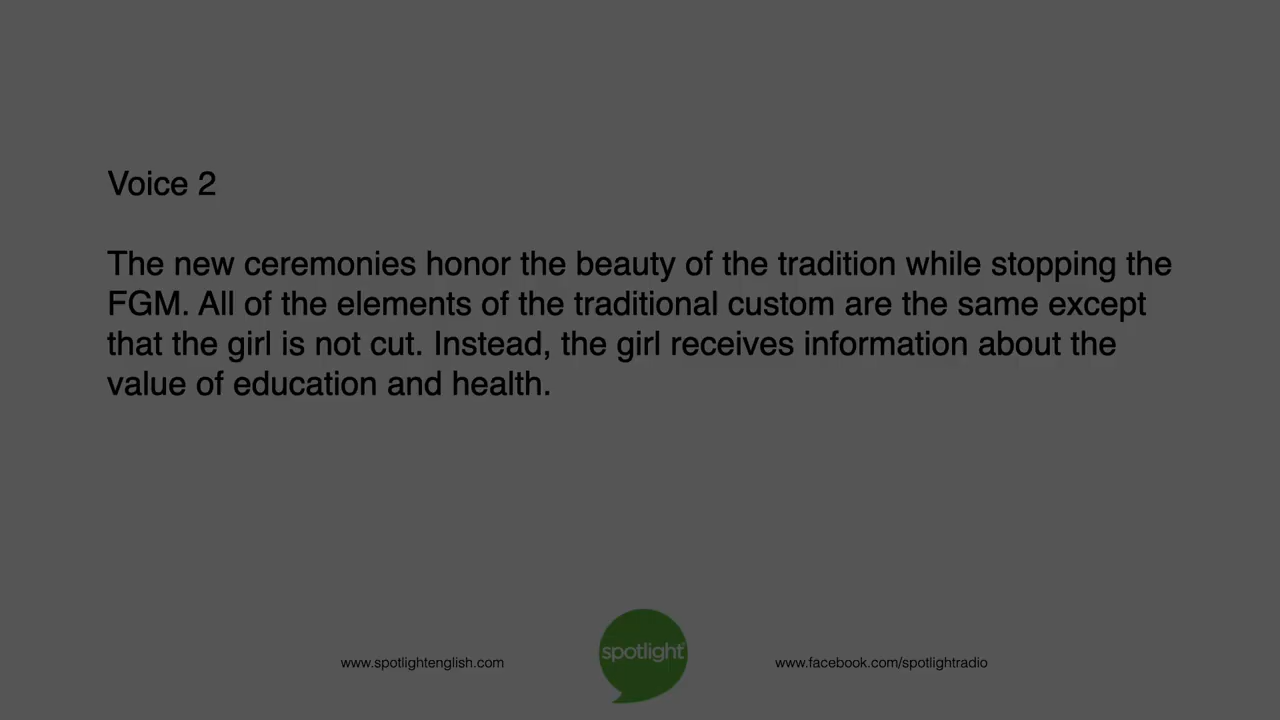 Voice 2
The new ceremonies honor the beauty of the tradition while stopping the
FGM. All of the elements of the traditional custom are the same except
that the girl is not cut. Instead, the girl receives information about the
value of education and health.
spotlight®
www.spotlightenglish.com
www.facebook.com/spotlightradio